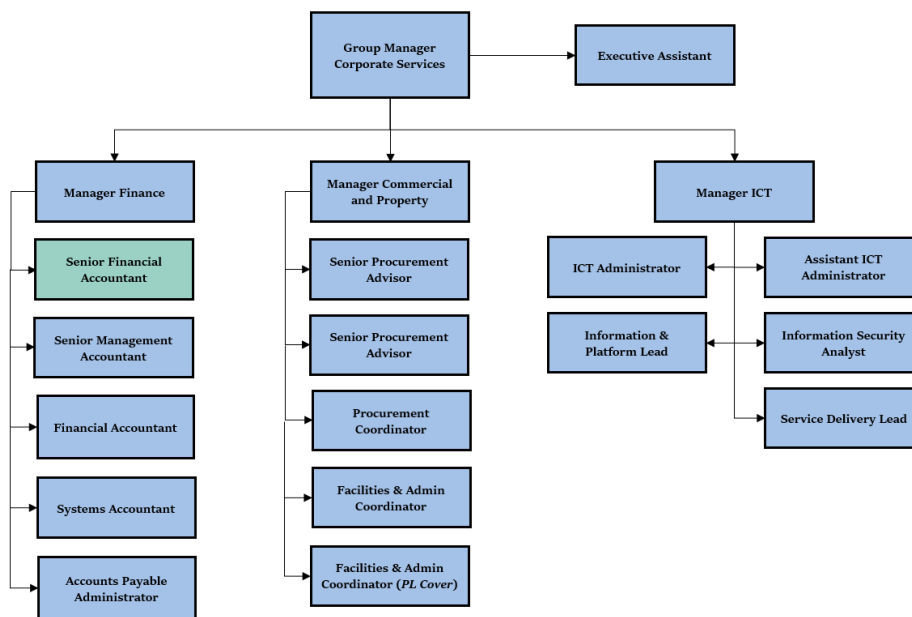 Group Manager
Corporate Services
Executive Assistant
Manager Finance
Manager Commercial
and Property
Manager ICT
Senior Financial
Accountant
Senior Procurement
Advisor
ICT Administrator
Assistant ICT
Administrator
Senior Management
Accountant
Senior Procurement
Advisor
Information &
Platform Lead
Information Security
Analyst
Financial Accountant
Procurement
Coordinator
Service Delivery Lead
Systems Accountant
Facilities & Admin
Coordinator
Accounts Payable
Administrator
Facilities & Admin
Coordinator (PL Cover)